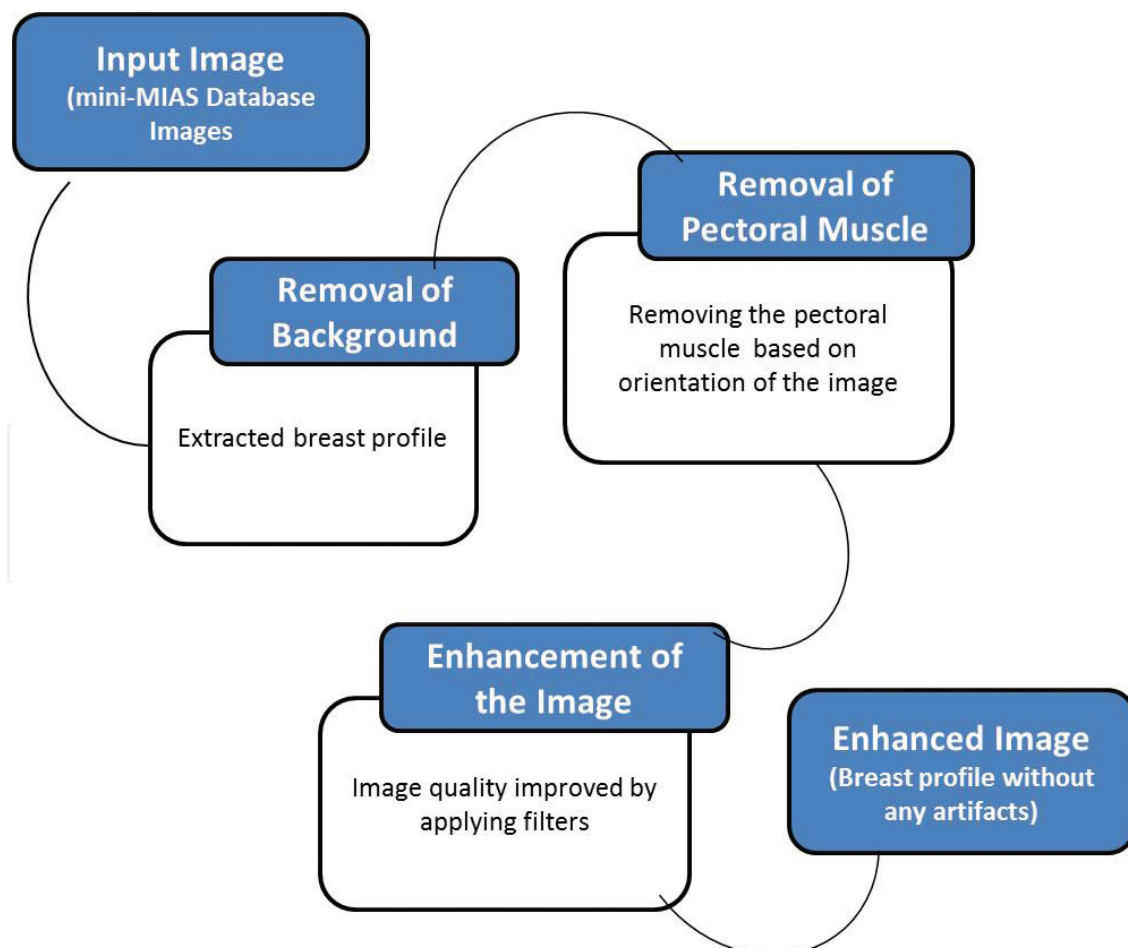 Input Image
(mini-MIAS Database
Images
Removal of
Background
Extracted breast profile
Removal of
Pectoral Muscle
Removing the pectoral
muscle based on
orientation of the image
Enhancement of
the Image
Image quality improved by
applying filters
Enhanced Image
(Breast profile without
any artifacts)